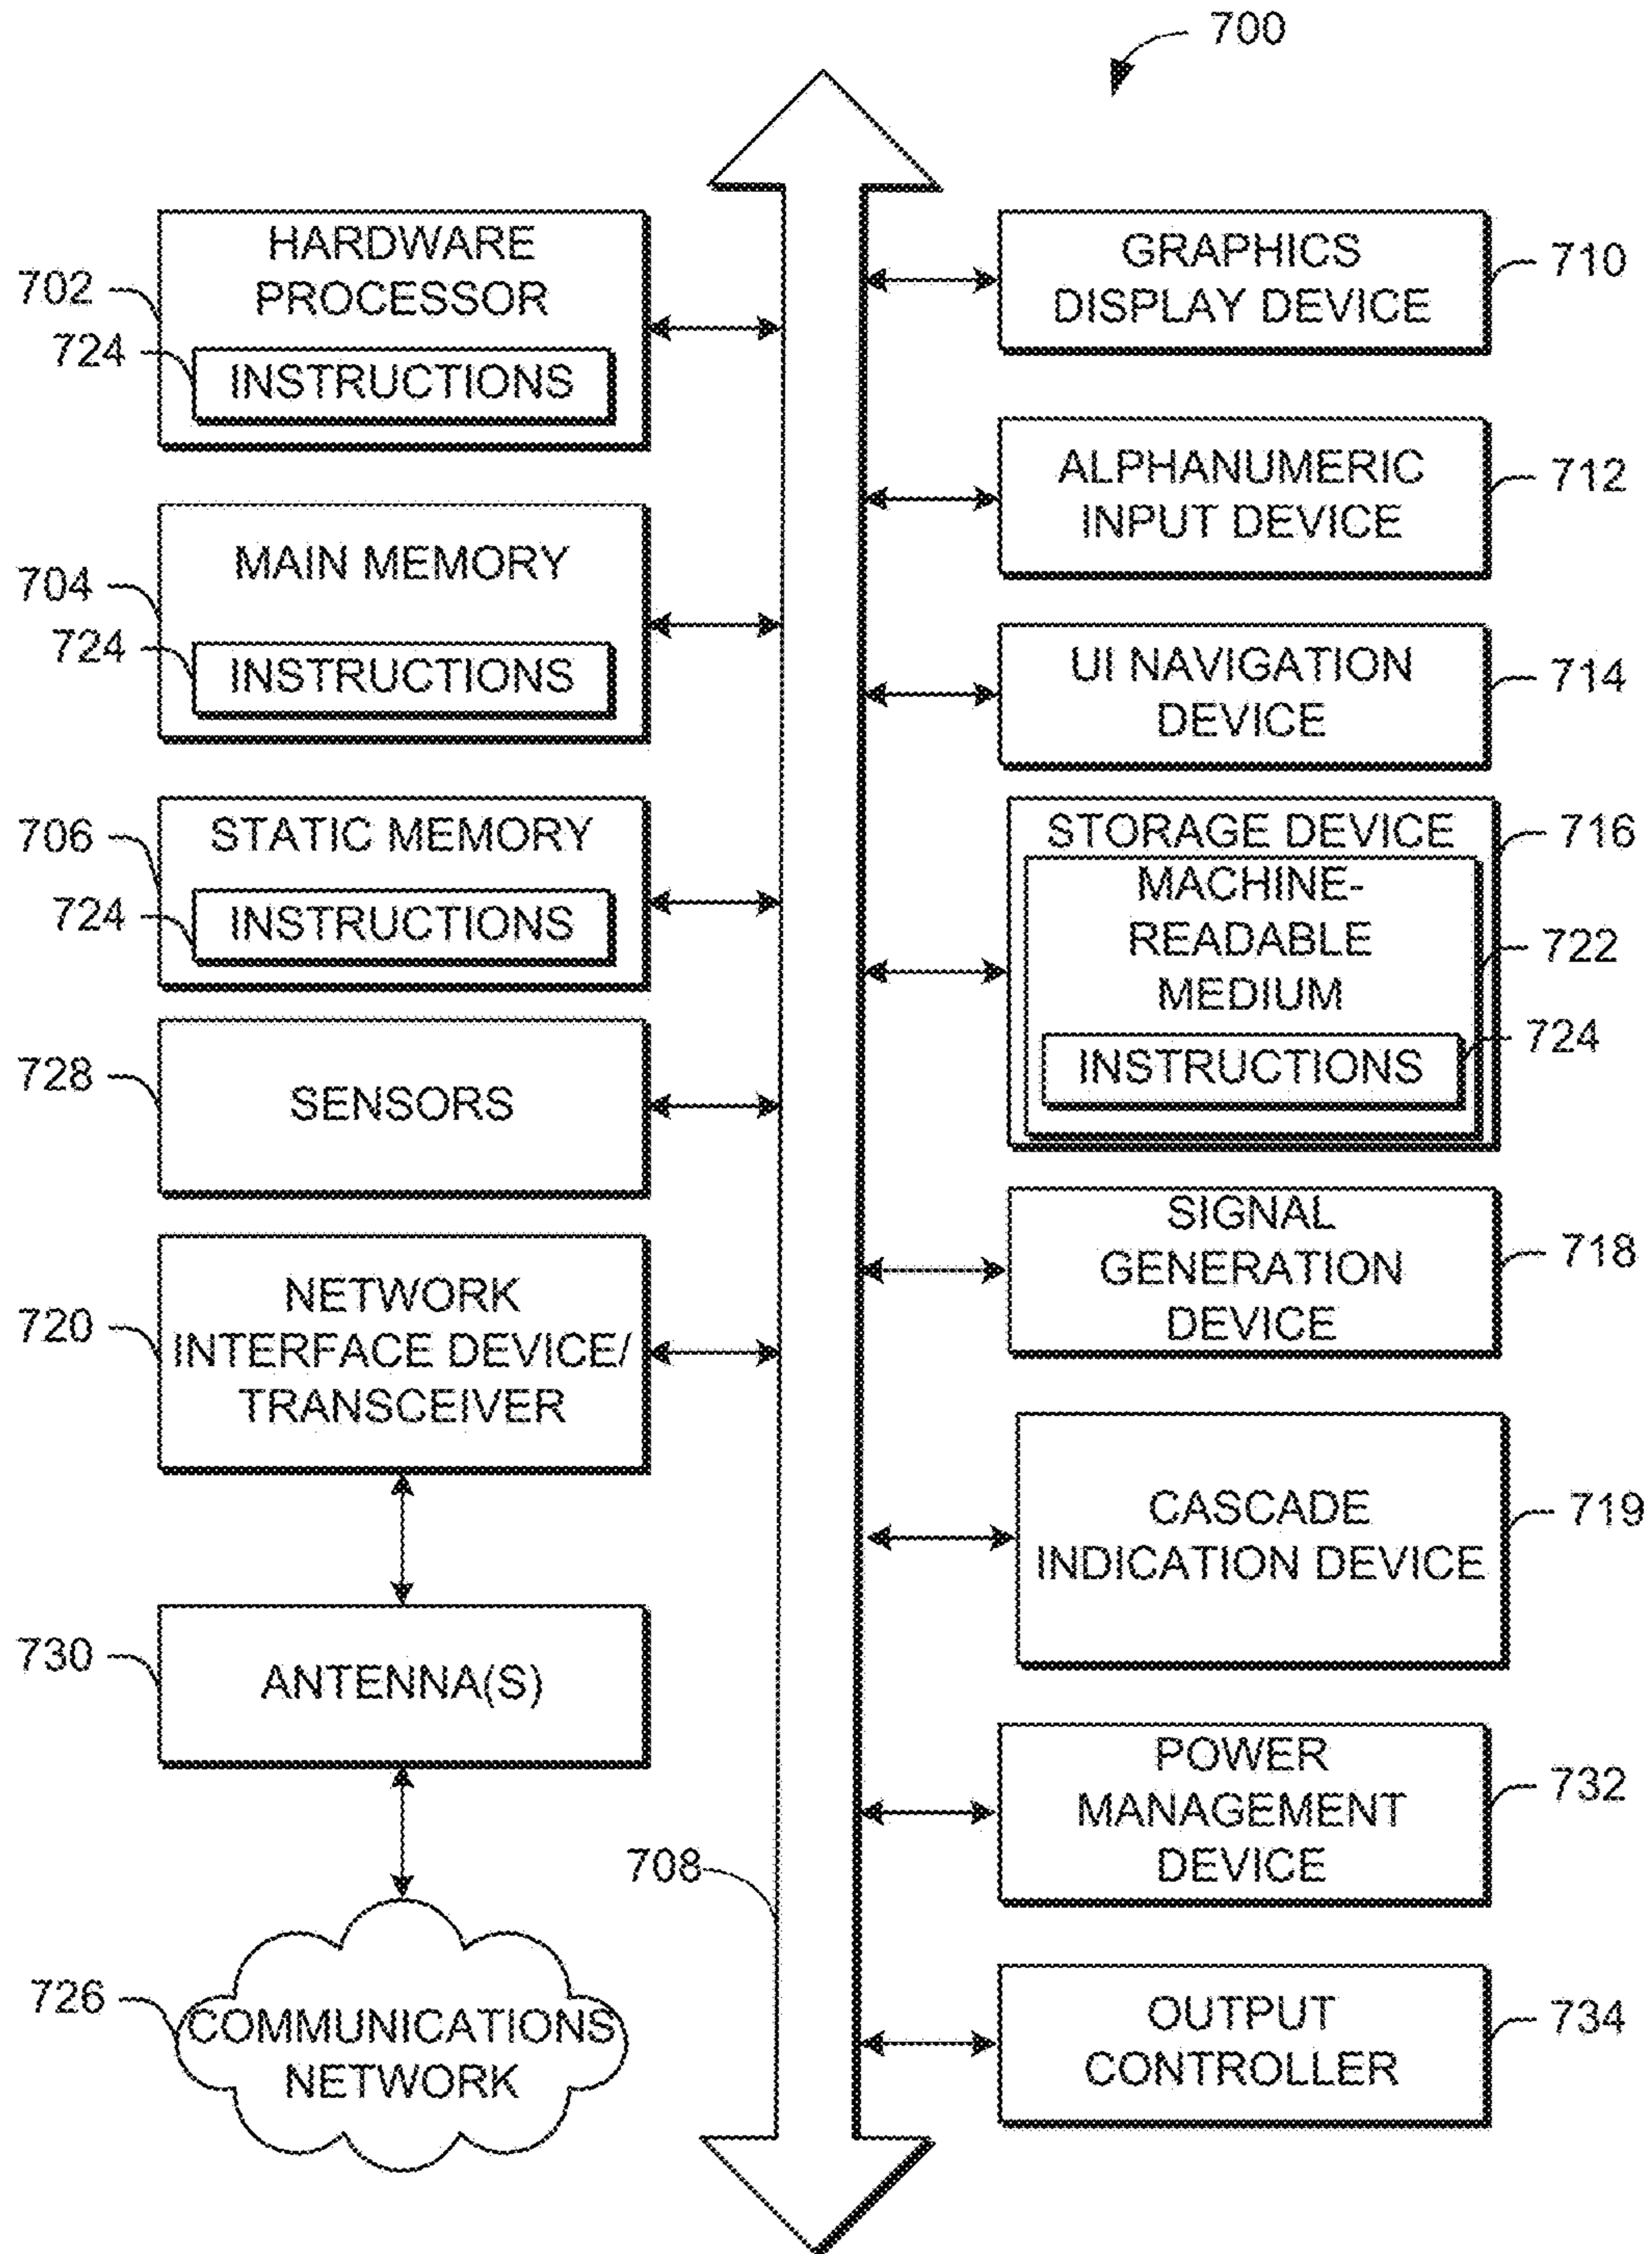 700
HARDWARE
PROCESSOR
702
724
INSTRUCTIONS
MAIN MEMORY
704
724
INSTRUCTIONS
STATIC MEMORY
706
724
INSTRUCTIONS
728
SENSORS
NETWORK
INTERFACE DEVICE/
TRANSCEIVER
720
730
ANTENNA(S)
708
726
COMMUNICATIONS
NETWORK
GRAPHICS
DISPLAY DEVICE
710
ALPHANUMERIC
INPUT DEVICE
712
UI NAVIGATION
DEVICE
714
STORAGE DEVICE
716
MACHINE-
READABLE
MEDIUM
722
INSTRUCTIONS
724
SIGNAL
GENERATION
DEVICE
718
CASCADE
INDICATION DEVICE
719
POWER
MANAGEMENT
DEVICE
732
OUTPUT
CONTROLLER
734